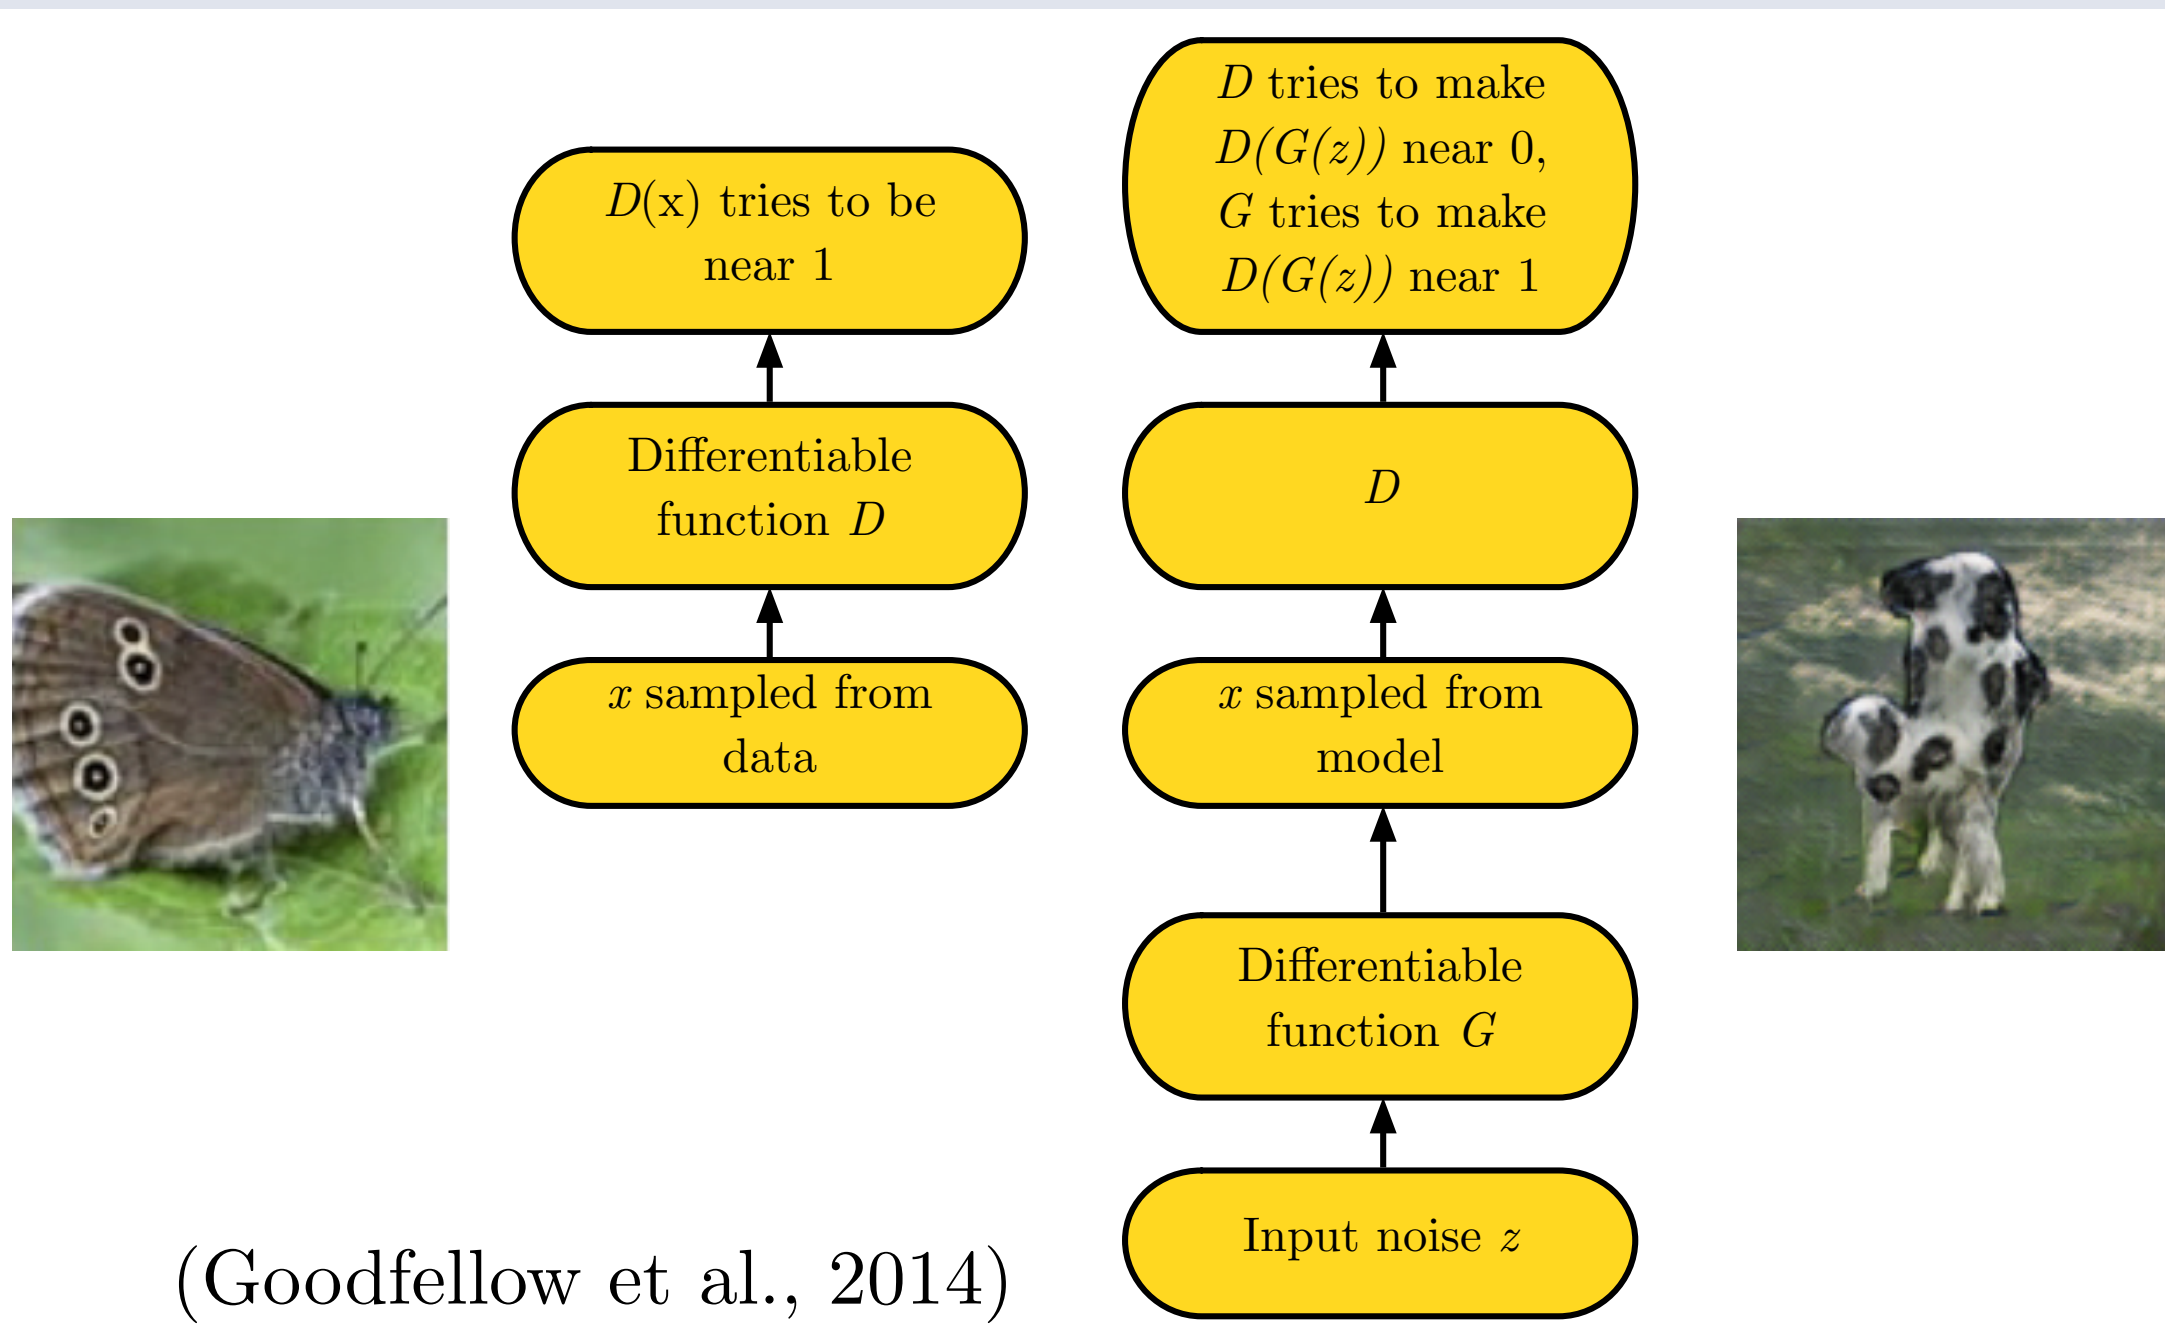 D(x) tries to be
near 1
Differentiable
function D
x sampled from
data
D tries to make
D(G(z)) near 0,
G tries to make
D(G(z)) near 1
D
x sampled from
model
Differentiable
function G
Input noise z
(Goodfellow et al., 2014)